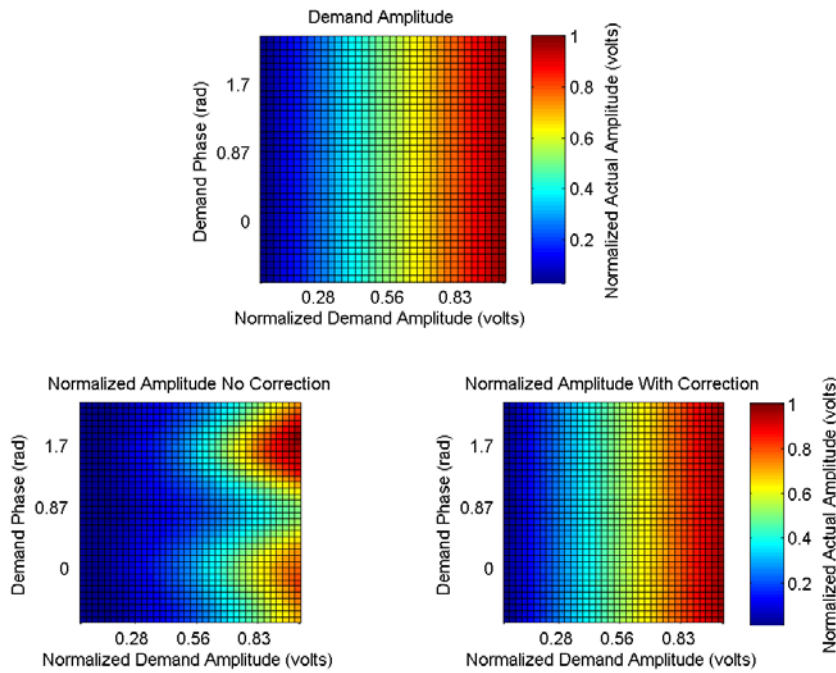 Demand Amplitude
Demand Phase (rad)
1.7
0.87
0
0.28 0.56 0.83
Normalized Demand Amplitude (volts)
1
0.8
0.6
0.4
0.2
Normalized Actual Amplitude (volts)
Normalized Amplitude No Correction
Demand Phase (rad)
1.7
0.87
0
0.28 0.56 0.83
Normalized Demand Amplitude (volts)
Normalized Amplitude With Correction
Demand Phase (rad)
1.7
0.87
0
0.28 0.56 0.83
Normalized Demand Amplitude (volts)
1
0.8
0.6
0.4
0.2
Normalized Actual Amplitude (volts)